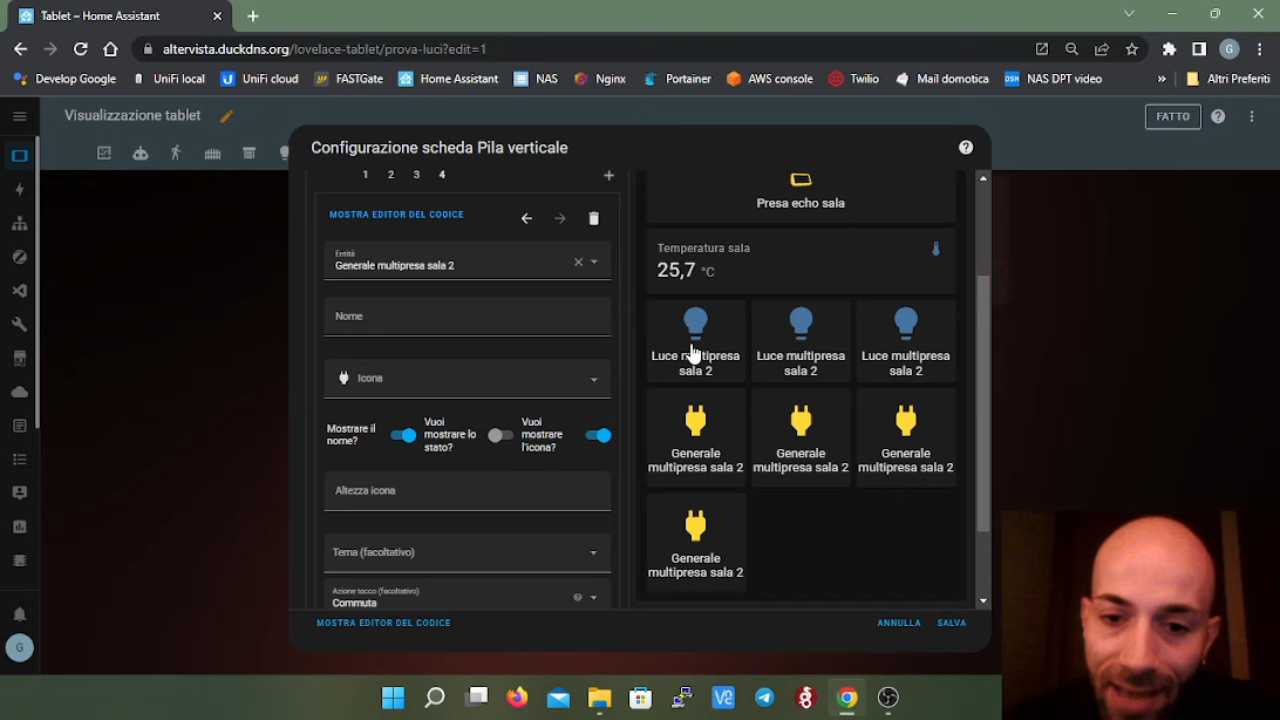 Tablet – Home Assistant
altervista.duckdns.org/lovelace-tablet/prova-luci?edit=1
G
Develop Google
UniFi local
UniFi cloud
FASTGate
Home Assistant
NAS
Nginx
Portainer
AWS console
Twilio
Mail domotica
NAS DPT video
»
Altri Preferiti
Visualizzazione tablet
FATTO
Configurazione scheda Pila verticale
1 2 3 4
MOSTRA EDITOR DEL CODICE
Entità
Generale multipresa sala 2
Nome
Icona
Mostrare il
nome?
Vuoi
mostrare lo
stato?
Vuoi
mostrare
l'icona?
Altezza icona
Tema (facoltativo)
Azione tocco (facoltativo)
Commuta
Presa echo sala
Temperatura sala
25,7 °C
Luce multipresa
sala 2
Luce multipresa
sala 2
Luce multipresa
sala 2
Generale
multipresa sala 2
Generale
multipresa sala 2
Generale
multipresa sala 2
Generale
multipresa sala 2
MOSTRA EDITOR DEL CODICE
ANNULLA
SALVA
G